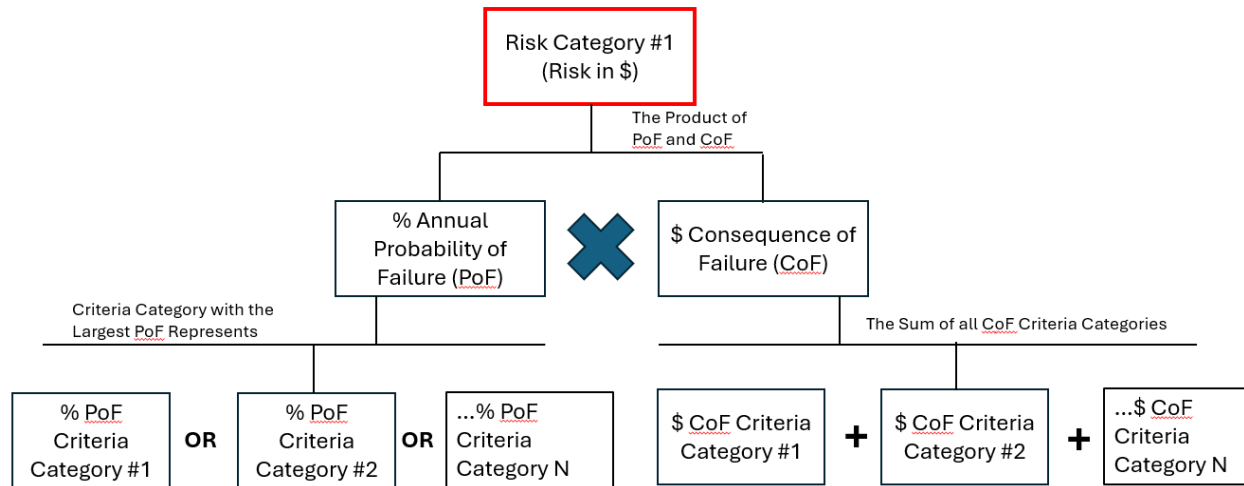 Risk Category #1
(Risk in $)
The Product of
PoF and CoF
% Annual
Probability of
Failure (PoF)
$ Consequence of
Failure (CoF)
Criteria Category with the
Largest PoF Represents
The Sum of all CoF Criteria Categories
% PoF
Criteria
Category #1
OR
% PoF
Criteria
Category #2
OR
...% PoF
Criteria
Category N
$ CoF Criteria
Category #1
+
$ CoF Criteria
Category #2
+
...$ CoF
Criteria
Category N